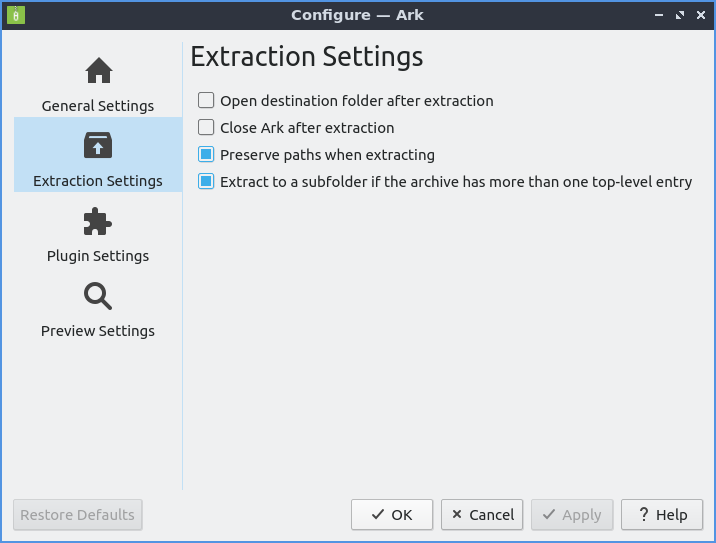 Configure — Ark
General Settings
Extraction Settings
Plugin Settings
Preview Settings
Extraction Settings
Open destination folder after extraction
Close Ark after extraction
Preserve paths when extracting
Extract to a subfolder if the archive has more than one top-level entry
Restore Defaults
OK
Cancel
Apply
? Help